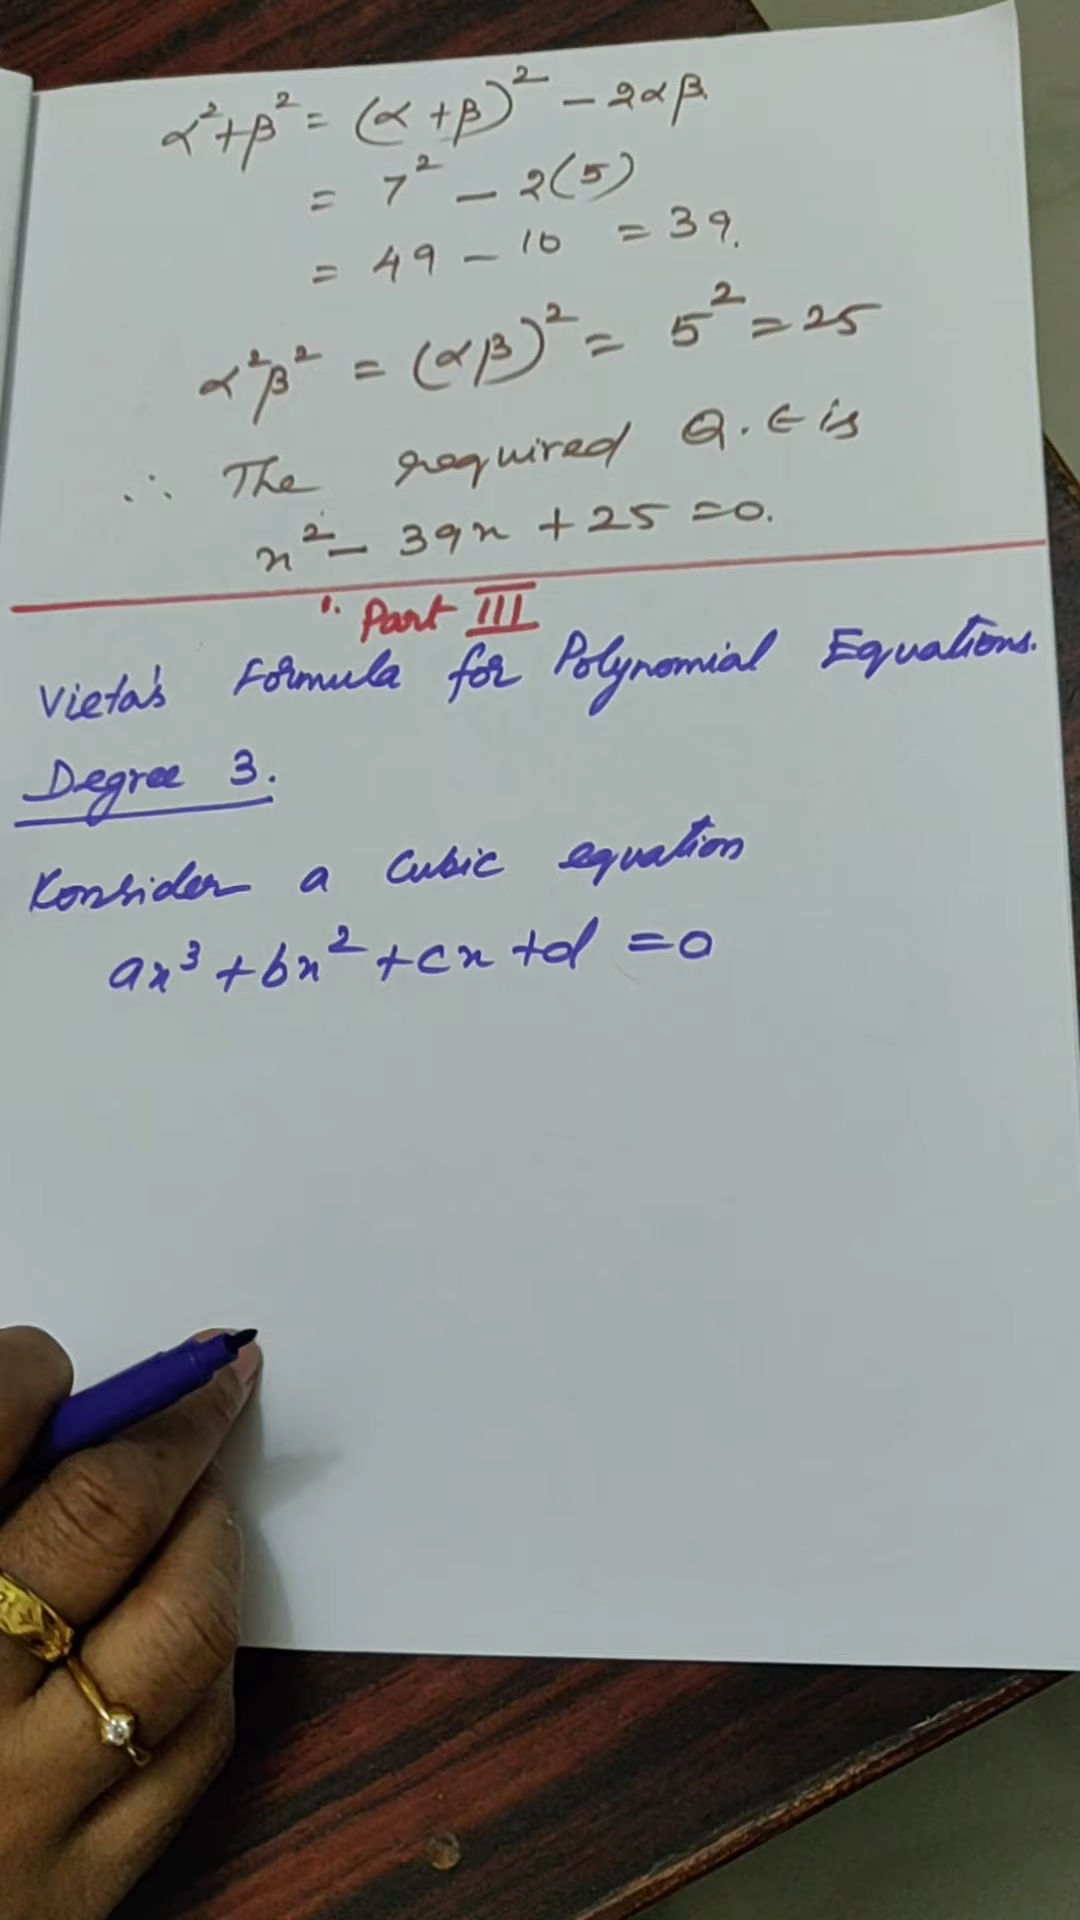 α²+β² = (α+β)² - 2αβ
= 7² - 2(5)
= 49 - 10 = 39.
α²β² = (αβ)² = 5² = 25
∴ The required Q.E is
x² - 39x + 25 = 0.
Part III
Vieta's Formula for Polynomial Equations.
Degree 3.
Konsider a Cubic equation
ax³ + bx² + cx + d = 0